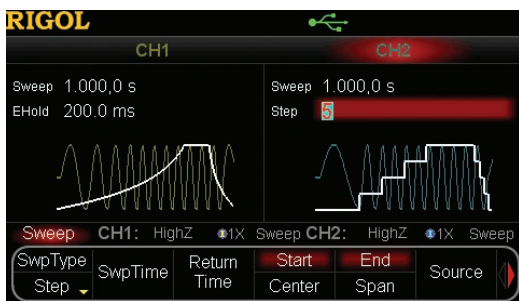 RIGOL
CH1 CH2
Sweep 1.000,0 s Sweep 1.000,0 s
EHold 200.0 ms Step 5
Sweep CH1: HighZ 1X Sweep CH2: HighZ 1X Sweep
SwpType SwpTime Return Time Start End Source
Step Center Span